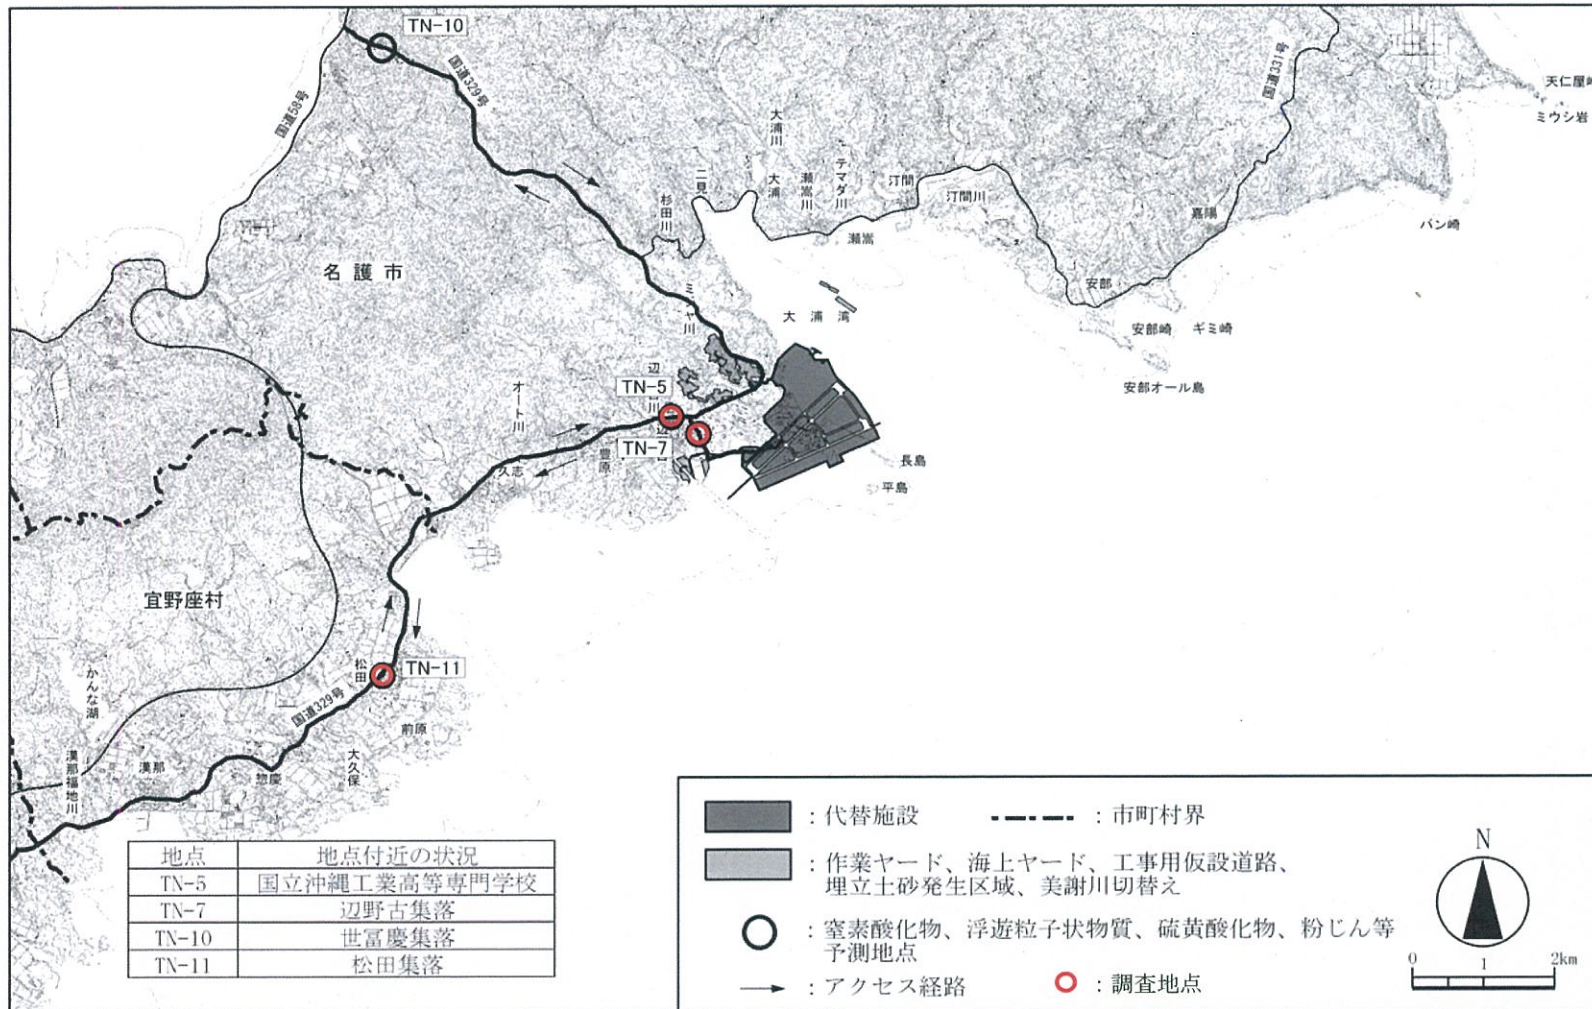 TN-10
国道329号
国道58号
国道331号
天仁屋崎
ミウシ岩
バン崎
大浦川
大浦
瀬嵩川
テマダ川
汀間
汀間川
嘉陽
二見
杉田川
瀬嵩
安部
安部崎
ギミ崎
安部オール島
名護市
大浦湾
TN-5
TN-7
オート川
豊原
久志
長島
平島
宜野座村
かんな湖
松田
TN-11
国道329号
前原
大久保
惣慶
漢那
漢那福地川
地点 地点付近の状況
TN-5 国立沖縄工業高等専門学校
TN-7 辺野古集落
TN-10 世冨慶集落
TN-11 松田集落
：代替施設
：市町村界
：作業ヤード、海上ヤード、工事用仮設道路、
埋立土砂発生区域、美謝川切替え
：窒素酸化物、浮遊粒子状物質、硫黄酸化物、粉じん等
予測地点
：アクセス経路
：調査地点
N
0 1 2km